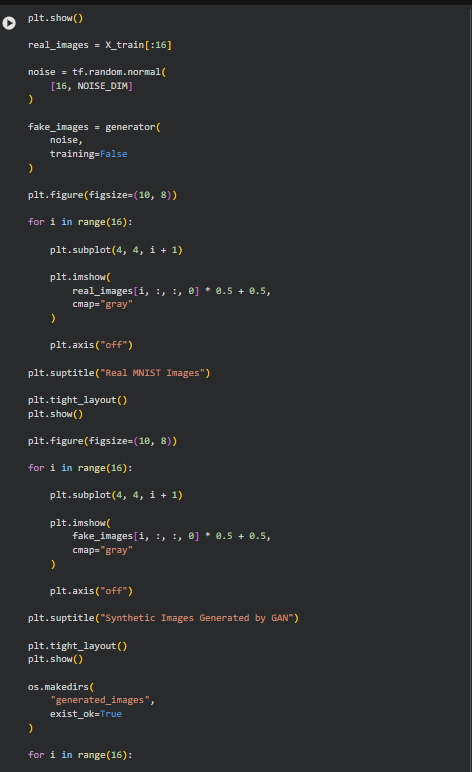 plt.show()
real_images = X_train[:16]
noise = tf.random.normal(
    [16, NOISE_DIM]
)
fake_images = generator(
    noise,
    training=False
)
plt.figure(figsize=(10, 8))
for i in range(16):
    plt.subplot(4, 4, i + 1)
    plt.imshow(
        real_images[i, :, :, 0] * 0.5 + 0.5,
        cmap="gray"
    )
    plt.axis("off")
plt.suptitle("Real MNIST Images")
plt.tight_layout()
plt.show()
plt.figure(figsize=(10, 8))
for i in range(16):
    plt.subplot(4, 4, i + 1)
    plt.imshow(
        fake_images[i, :, :, 0] * 0.5 + 0.5,
        cmap="gray"
    )
    plt.axis("off")
plt.suptitle("Synthetic Images Generated by GAN")
plt.tight_layout()
plt.show()
os.makedirs(
    "generated_images",
    exist_ok=True
)
for i in range(16):